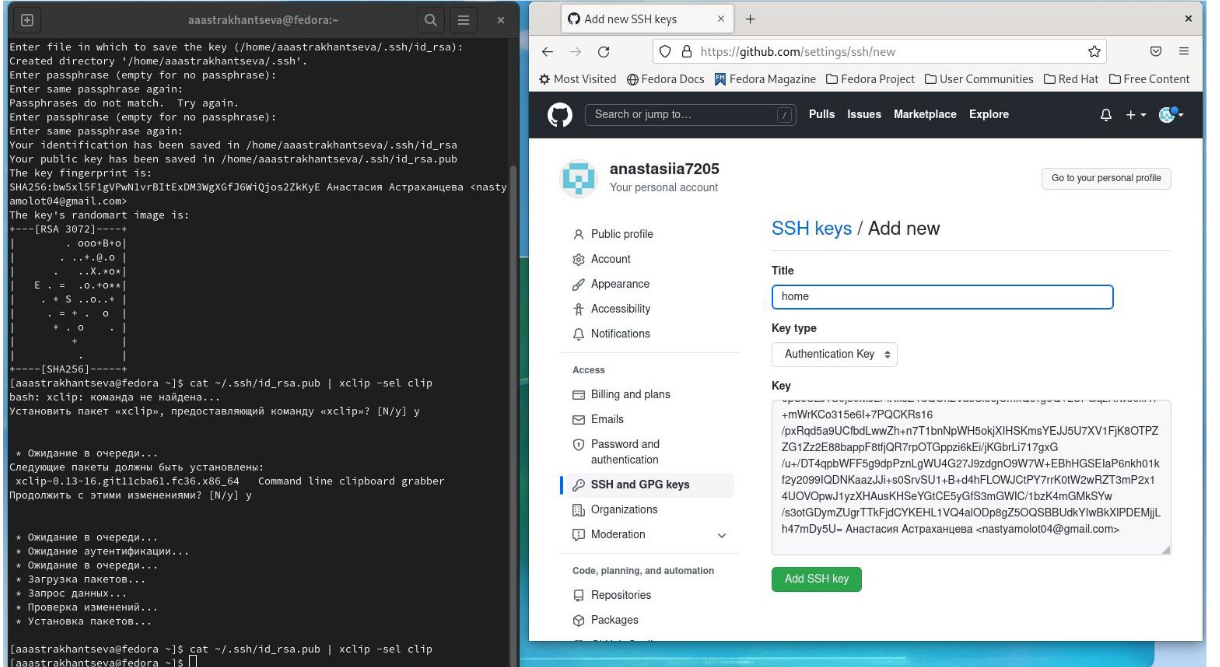 aaastrakhantseva@fedora:~
Enter file in which to save the key (/home/aaastrakhantseva/.ssh/id_rsa):
Created directory '/home/aaastrakhantseva/.ssh'.
Enter passphrase (empty for no passphrase):
Enter same passphrase again:
Passphrases do not match.  Try again.
Enter passphrase (empty for no passphrase):
Enter same passphrase again:
Your identification has been saved in /home/aaastrakhantseva/.ssh/id_rsa
Your public key has been saved in /home/aaastrakhantseva/.ssh/id_rsa.pub
The key fingerprint is:
SHA256:bw5xl5F1gVPwN1vrBItExDM3WgXGfJ6WiQjos2ZkKyE Анастасия Астраханцева <nasty
amolot04@gmail.com>
The key's randomart image is:
+---[RSA 3072]----+
|        . ooo+B+o|
|       . ..+.@.o |
|      .   ..X.*o*|
|   E . =  .o.+o**|
|    . + S ..o..+ |
|     . = + .  o  |
|      + . o    . |
|         +       |
|          .      |
+----[SHA256]-----+
[aaastrakhantseva@fedora ~]$ cat ~/.ssh/id_rsa.pub | xclip -sel clip
bash: xclip: команда не найдена...
Установить пакет «xclip», предоставляющий команду «xclip»? [N/y] y
* Ожидание в очереди...
Следующие пакеты должны быть установлены:
xclip-0.13-16.git11cba61.fc36.x86_64   Command line clipboard grabber
Продолжить с этими изменениями? [N/y] y
* Ожидание в очереди...
* Ожидание аутентификации...
* Ожидание в очереди...
* Загрузка пакетов...
* Запрос данных...
* Проверка изменений...
* Установка пакетов...
[aaastrakhantseva@fedora ~]$ cat ~/.ssh/id_rsa.pub | xclip -sel clip
[aaastrakhantseva@fedora ~]$
Add new SSH keys
https://github.com/settings/ssh/new
Most Visited Fedora Docs Fedora Magazine Fedora Project User Communities Red Hat Free Content
Search or jump to... / Pulls Issues Marketplace Explore
anastasiia7205
Your personal account
Go to your personal profile
Public profile
Account
Appearance
Accessibility
Notifications
Access
Billing and plans
Emails
Password and
authentication
SSH and GPG keys
Organizations
Moderation
Code, planning, and automation
Repositories
Packages
SSH keys / Add new
Title
home
Key type
Authentication Key
Key
+mWrKCo315e6I+7PQCKRs16
/pxRqd5a9UCfbdLwwZh+n7T1bnNpWH5okjXIHSKmsYEJJ5U7XV1FjK8OTPZ
ZG1Zz2E88bappF8tfjQR7rpOTGppzi6kEi/jKGbrLi717gxG
/u+/DT4qpbWFF5g9dpPznLgWU4G27J9zdgnO9W7W+EBhHGSEIaP6nkh01k
f2y2099IQDNKaazJJi+s0SrvSU1+B+d4hFLOWJCtPY7rrK0tW2wRZT3mP2x1
4UOVOpwJ1yzXHAusKHSeYGtCE5yGfS3mGWIC/1bzK4mGMkSYw
/s3otGDymZUgrTTkFjdCYKEHL1VQ4alODp8gZ5OQSBBUdkYlwBkXlPDEMjjL
h47mDy5U= Анастасия Астраханцева <nastyamolot04@gmail.com>
Add SSH key